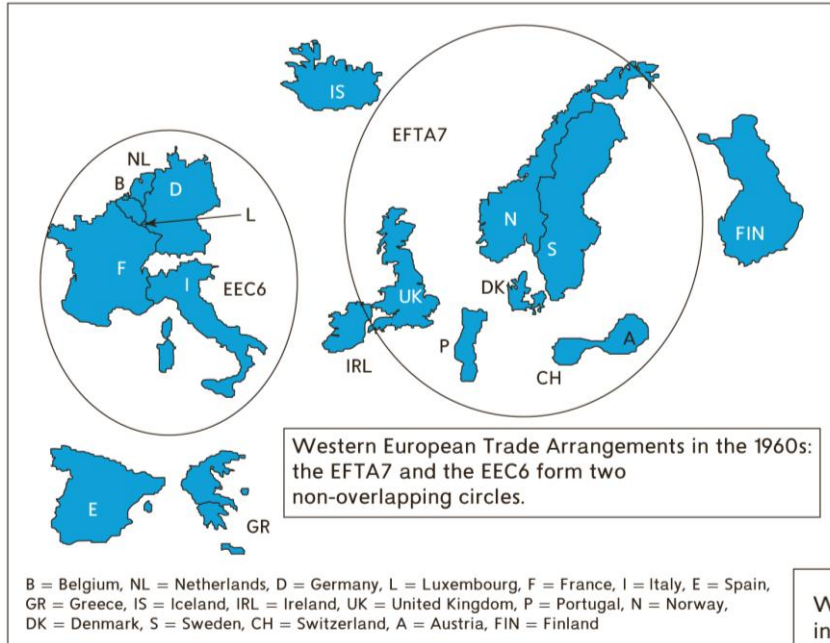 IS
EFTA7
NL
B
D
L
N
FIN
F
I
EEC6
S
UK
DK
A
IRL
P
CH
Western European Trade Arrangements in the 1960s:
the EFTA7 and the EEC6 form two
non-overlapping circles.
E
GR
B = Belgium, NL = Netherlands, D = Germany, L = Luxembourg, F = France, I = Italy, E = Spain,
GR = Greece, IS = Iceland, IRL = Ireland, UK = United Kingdom, P = Portugal, N = Norway,
DK = Denmark, S = Sweden, CH = Switzerland, A = Austria, FIN = Finland
W
in